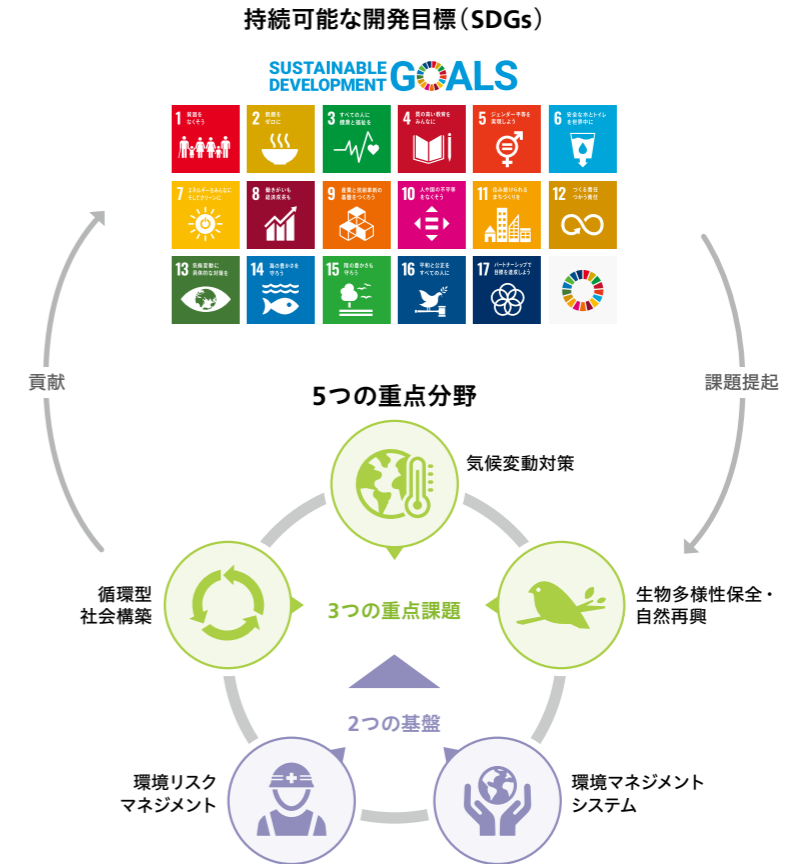 持続可能な開発目標（SDGs）
SUSTAINABLE
DEVELOPMENT
GOALS
1 貧困を
なくそう
2 飢餓を
ゼロに
3 すべての人に
健康と福祉を
4 質の高い教育を
みんなに
5 ジェンダー平等を
実現しよう
6 安全な水とトイレ
を世界中に
7 エネルギーをみんなに
そしてクリーンに
8 働きがいも
経済成長も
9 産業と技術革新の
基盤をつくろう
10 人や国の不平等
をなくそう
11 住み続けられる
まちづくりを
12 つくる責任
つかう責任
13 気候変動に
具体的な対策を
14 海の豊かさを
守ろう
15 陸の豊かさも
守ろう
16 平和と公正を
すべての人に
17 パートナーシップで
目標を達成しよう
貢献
課題提起
5つの重点分野
気候変動対策
循環型
社会構築
3つの重点課題
生物多様性保全・
自然再興
2つの基盤
環境リスク
マネジメント
環境マネジメント
システム